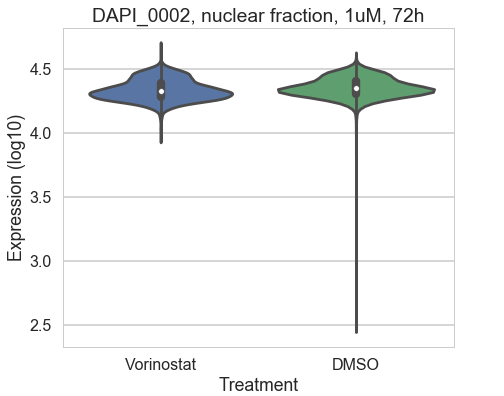 DAPI_0002, nuclear fraction, 1uM, 72h
Expression (log10)
4.5
4.0
3.5
3.0
2.5
Vorinostat DMSO
Treatment